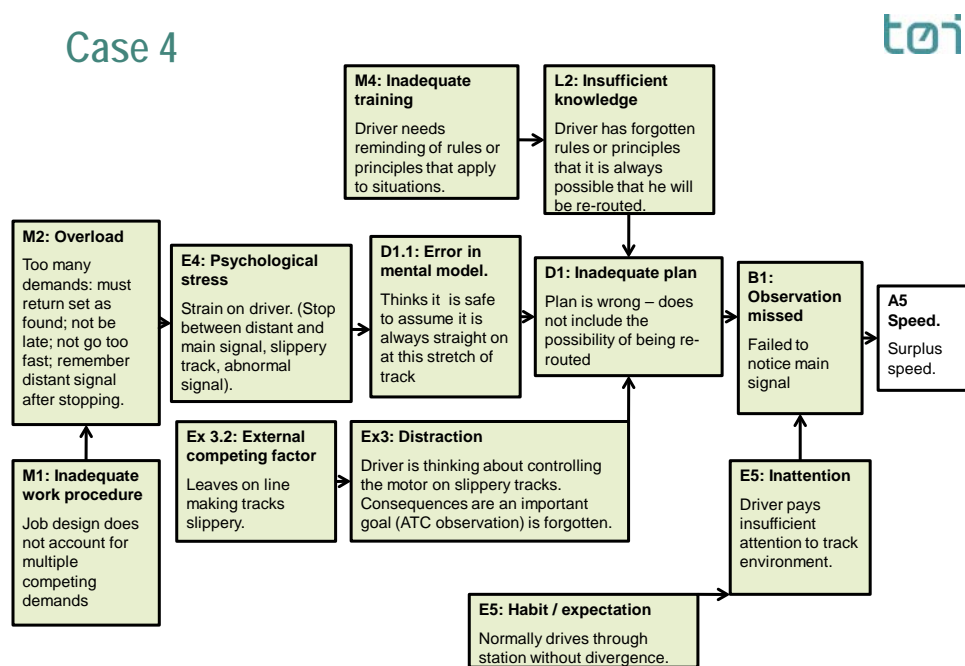 Case 4
tøi
M4: Inadequate
training
Driver needs
reminding of rules or
principles that apply
to situations.
L2: Insufficient
knowledge
Driver has forgotten
rules or principles
that it is always
possible that he will
be re-routed.
M2: Overload
Too many
demands: must
return set as
found; not be
late; not go too
fast; remember
distant signal
after stopping.
E4: Psychological
stress
Strain on driver. (Stop
between distant and
main signal, slippery
track, abnormal
signal).
D1.1: Error in
mental model.
Thinks it  is safe
to assume it is
always straight on
at this stretch of
track
D1: Inadequate plan
Plan is wrong – does
not include the
possibility of being re-
routed
B1:
Observation
missed
Failed to
notice main
signal
A5
Speed.
Surplus
speed.
M1: Inadequate
work procedure
Job design does
not account for
multiple
competing
demands
Ex 3.2: External
competing factor
Leaves on line
making tracks
slippery.
Ex3: Distraction
Driver is thinking about controlling
the motor on slippery tracks.
Consequences are an important
goal (ATC observation) is forgotten.
E5: Inattention
Driver pays
insufficient
attention to track
environment.
E5: Habit / expectation
Normally drives through
station without divergence.